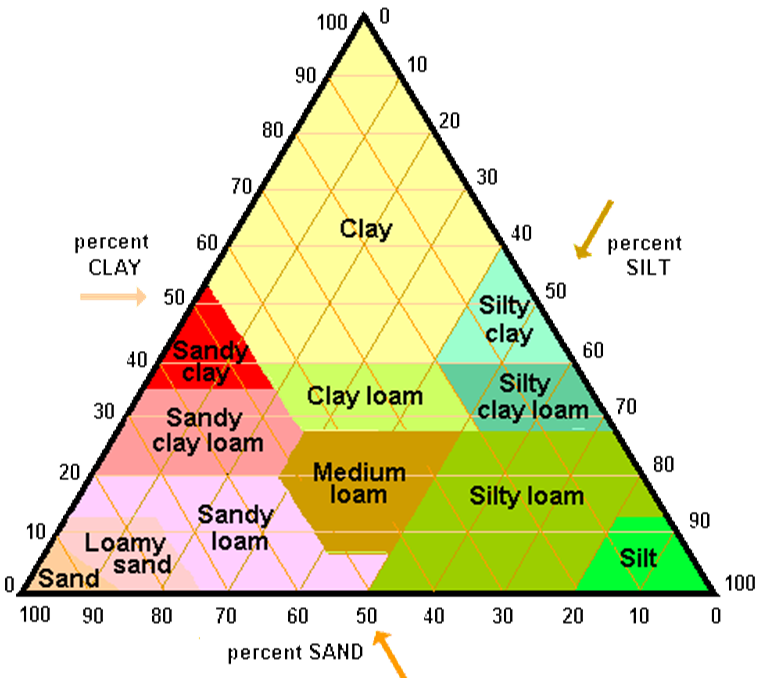 100 0
90 10
80 20
70 30
Clay
60 40
percent
CLAY
percent
SILT
50 50
Silty
clay
Sandy
clay
40 60
Silty
clay loam
Clay loam
30 70
Sandy
clay loam
Medium
loam
20 80
Silty loam
Sandy
loam
10 90
Loamy
sand
Silt
Sand
0 100
100 90 80 70 60 50 40 30 20 10 0
percent SAND